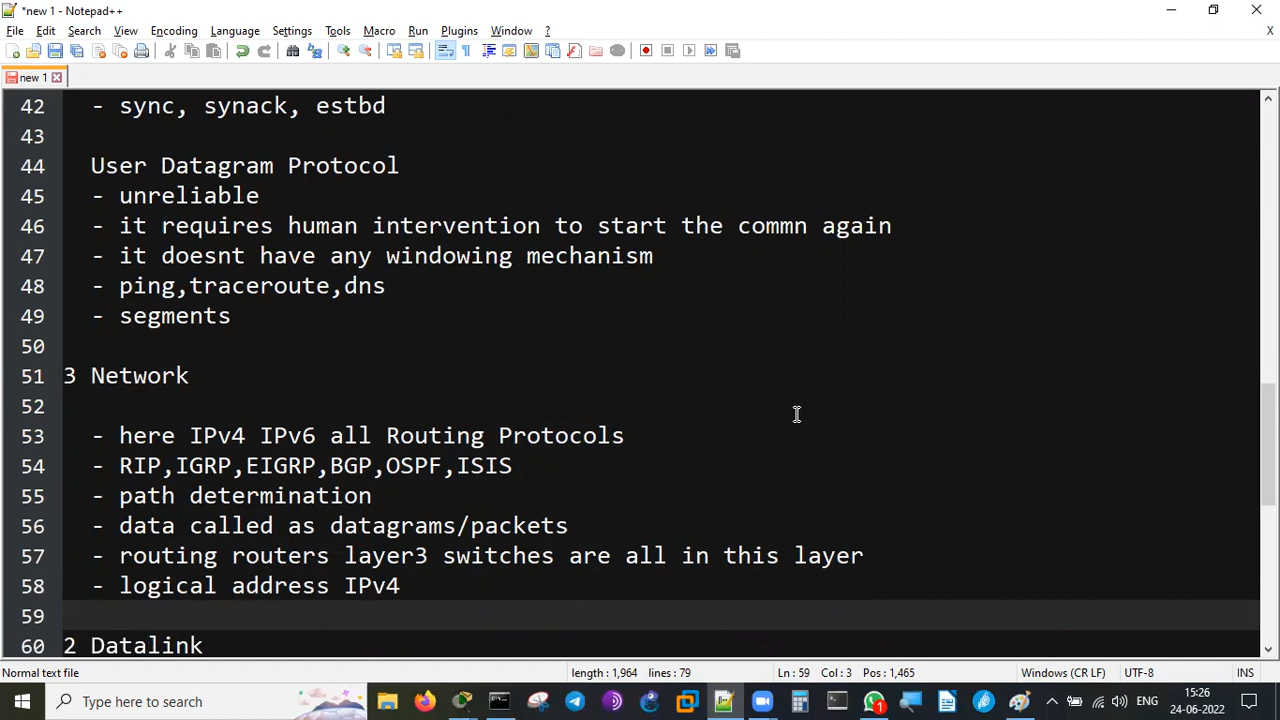 *new 1 - Notepad++
File Edit Search View Encoding Language Settings Tools Macro Run Plugins Window ? X
new 1
42 - sync, synack, estbd
43
44 User Datagram Protocol
45 - unreliable
46 - it requires human intervention to start the commn again
47 - it doesnt have any windowing mechanism
48 - ping,traceroute,dns
49 - segments
50
51 3 Network
52
53 - here IPv4 IPv6 all Routing Protocols
54 - RIP,IGRP,EIGRP,BGP,OSPF,ISIS
55 - path determination
56 - data called as datagrams/packets
57 - routing routers layer3 switches are all in this layer
58 - logical address IPv4
59
60 2 Datalink
Normal text file length : 1,964 lines : 79 Ln : 59 Col : 3 Pos : 1,465 Windows (CR LF) UTF-8 INS
Type here to search 1 ENG 15:26
24-06-2022